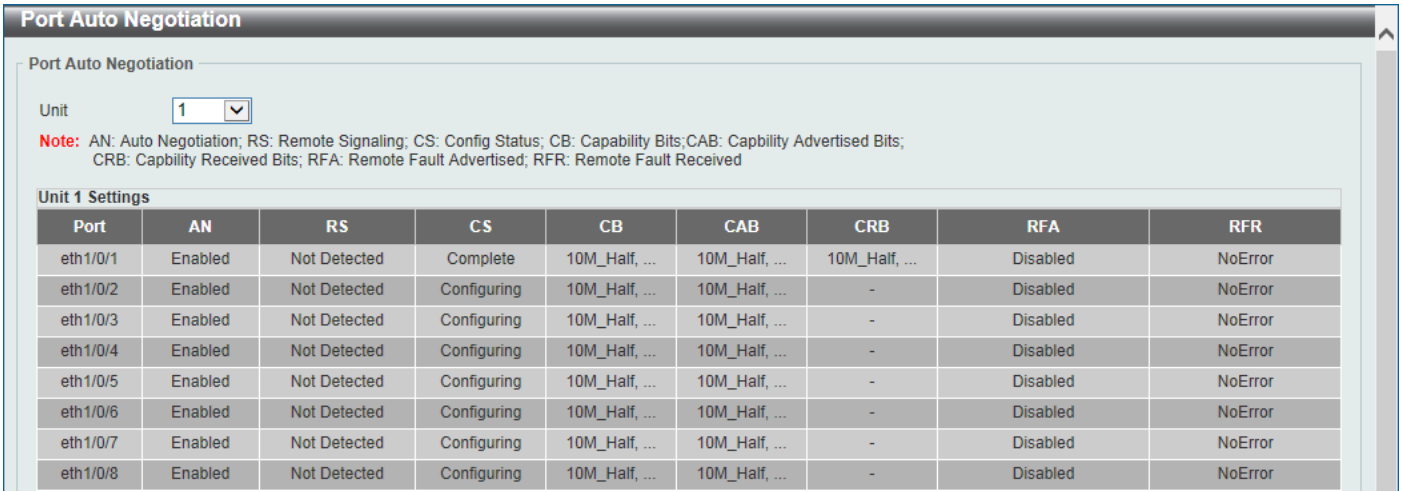 Port Auto Negotiation
Port Auto Negotiation
Unit 1
Note: AN: Auto Negotiation; RS: Remote Signaling; CS: Config Status; CB: Capability Bits;CAB: Capbility Advertised Bits;
CRB: Capbility Received Bits; RFA: Remote Fault Advertised; RFR: Remote Fault Received
Unit 1 Settings
Port AN RS CS CB CAB CRB RFA RFR
eth1/0/1 Enabled Not Detected Complete 10M_Half, ... 10M_Half, ... 10M_Half, ... Disabled NoError
eth1/0/2 Enabled Not Detected Configuring 10M_Half, ... 10M_Half, ... - Disabled NoError
eth1/0/3 Enabled Not Detected Configuring 10M_Half, ... 10M_Half, ... - Disabled NoError
eth1/0/4 Enabled Not Detected Configuring 10M_Half, ... 10M_Half, ... - Disabled NoError
eth1/0/5 Enabled Not Detected Configuring 10M_Half, ... 10M_Half, ... - Disabled NoError
eth1/0/6 Enabled Not Detected Configuring 10M_Half, ... 10M_Half, ... - Disabled NoError
eth1/0/7 Enabled Not Detected Configuring 10M_Half, ... 10M_Half, ... - Disabled NoError
eth1/0/8 Enabled Not Detected Configuring 10M_Half, ... 10M_Half, ... - Disabled NoError